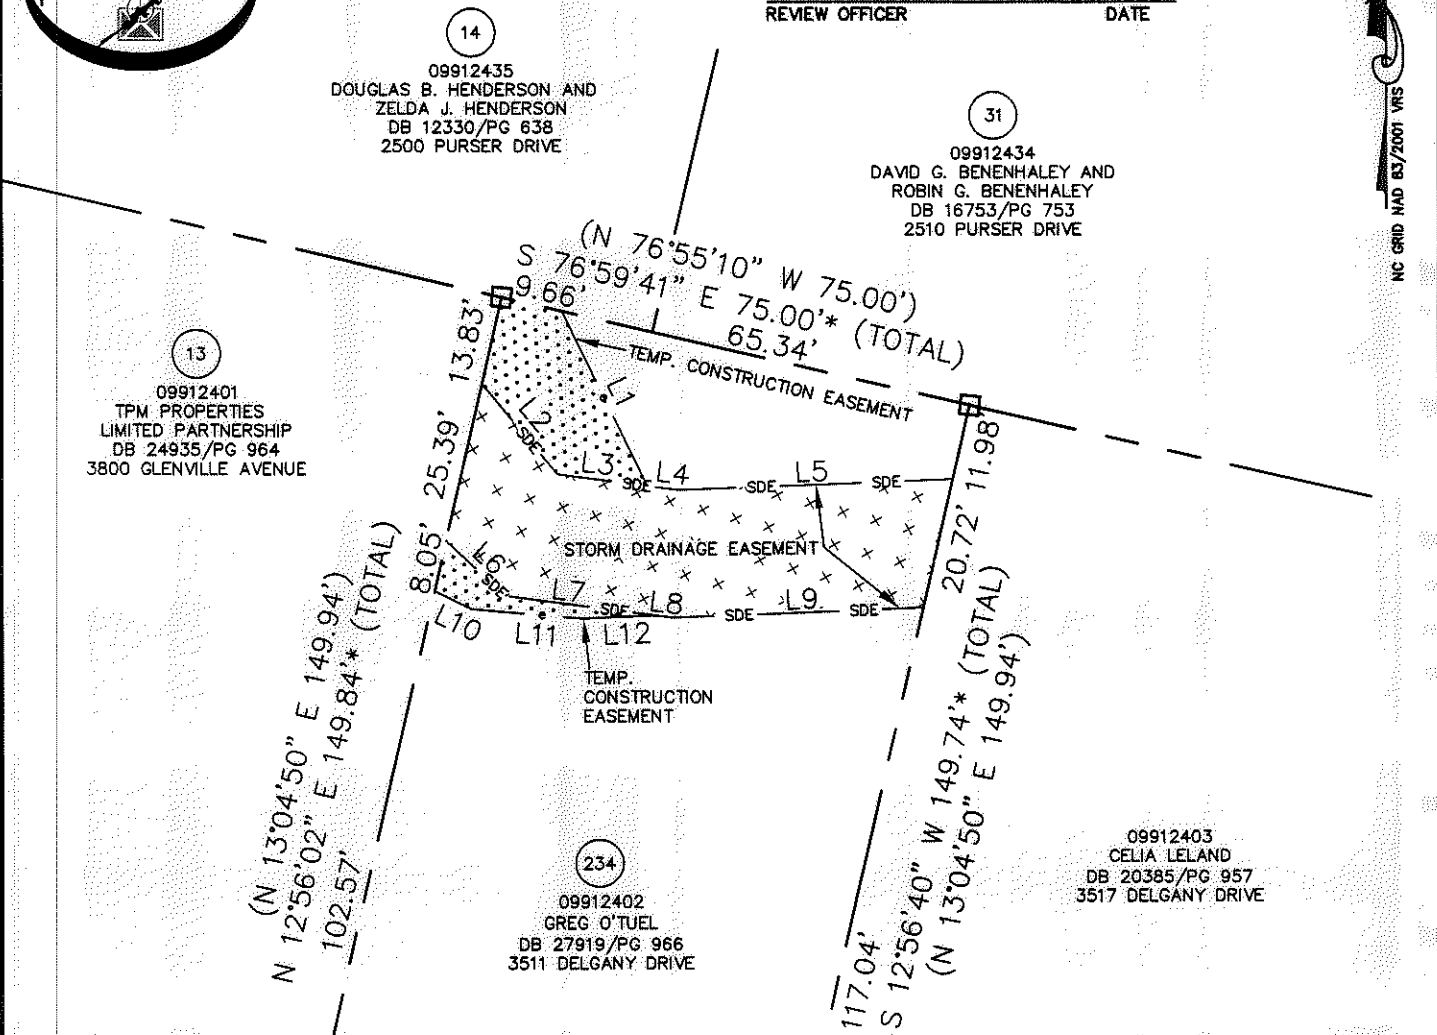 REVIEW OFFICER DATE
14
09912435
DOUGLAS B. HENDERSON AND
ZELDA J. HENDERSON
DB 12330/PG 638
2500 PURSER DRIVE
31
09912434
DAVID G. BENENHALEY AND
ROBIN G. BENENHALEY
DB 16753/PG 753
2510 PURSER DRIVE
NC GRID NAD 83/2001 VRS
(N 76°55'10" W 75.00')
S 76°59'41" E 75.00'* (TOTAL)
9.66'
65.34'
TEMP. CONSTRUCTION EASEMENT
13
09912401
TPM PROPERTIES
LIMITED PARTNERSHIP
DB 24935/PG 964
3800 GLENVILLE AVENUE
13.83'
25.39'
8.05'
L1
L2
SDE
L3
SDE
L4
SDE
L5
SDE
11.98'
20.72'
STORM DRAINAGE EASEMENT
L6
SDE
L7
SDE
L8
SDE
L9
SDE
L10
L11
L12
TEMP.
CONSTRUCTION
EASEMENT
(N 13°04'50" E 149.94')
N 12°56'02" E 149.84'* (TOTAL)
102.57'
234
09912402
GREG O'TUEL
DB 27919/PG 966
3511 DELGANY DRIVE
117.04'
S 12°56'40" W 149.74'* (TOTAL)
(N 13°04'50" E 149.94')
09912403
CELIA LELAND
DB 20385/PG 957
3517 DELGANY DRIVE